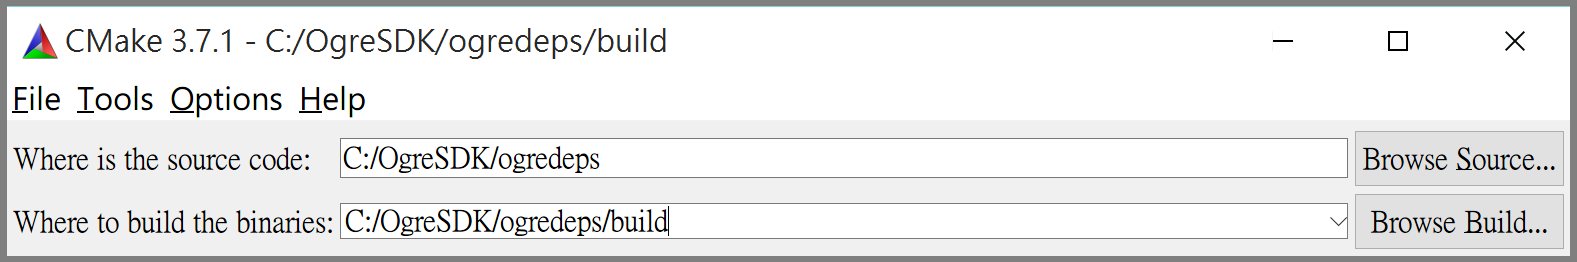 CMake 3.7.1 - C:/OgreSDK/ogredeps/build
File Tools Options Help
Where is the source code: C:/OgreSDK/ogredeps Browse Source...
Where to build the binaries: C:/OgreSDK/ogredeps/build Browse Build...